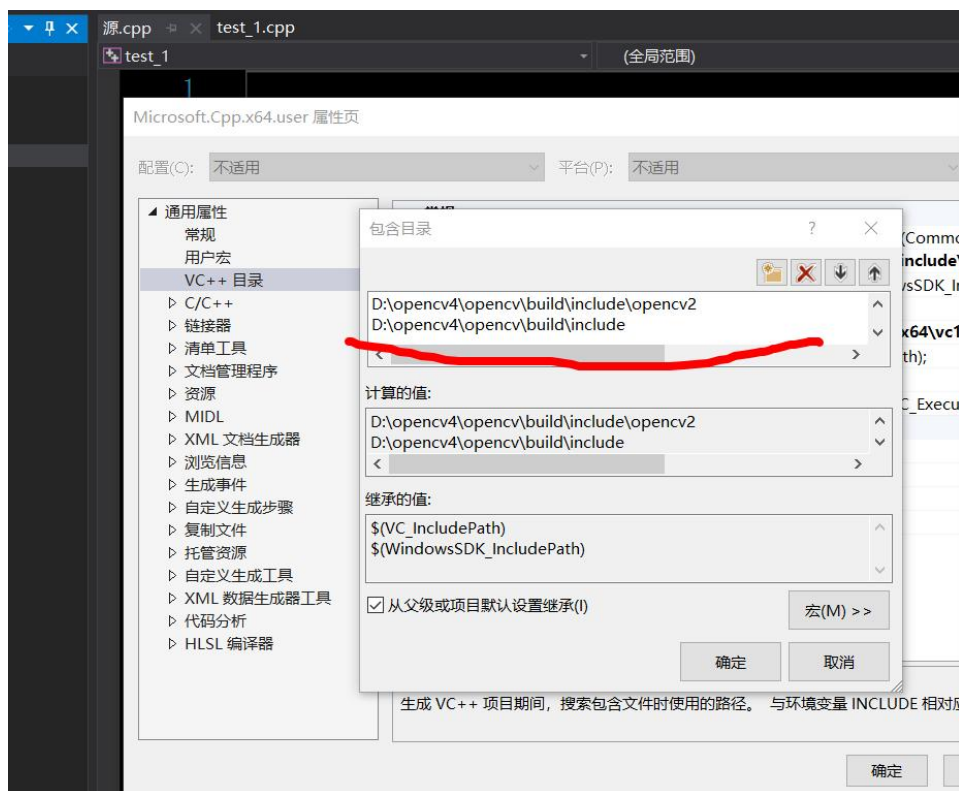 源.cpp test_1.cpp
test_1 (全局范围)
1
Microsoft.Cpp.x64.user 属性页
配置(C): 不适用 平台(P): 不适用
通用属性
常规
用户宏
VC++ 目录
C/C++
链接器
清单工具
文档管理程序
资源
MIDL
XML 文档生成器
浏览信息
生成事件
自定义生成步骤
复制文件
托管资源
自定义生成工具
XML 数据生成器工具
代码分析
HLSL 编译器
包含目录 ?
D:\opencv4\opencv\build\include\opencv2
D:\opencv4\opencv\build\include
计算的值:
D:\opencv4\opencv\build\include\opencv2
D:\opencv4\opencv\build\include
继承的值:
$(VC_IncludePath)
$(WindowsSDK_IncludePath)
从父级或项目默认设置继承(I)
宏(M) >>
确定 取消
include\
x64\vc1
th);
生成 VC++ 项目期间，搜索包含文件时使用的路径。 与环境变量 INCLUDE 相对
确定